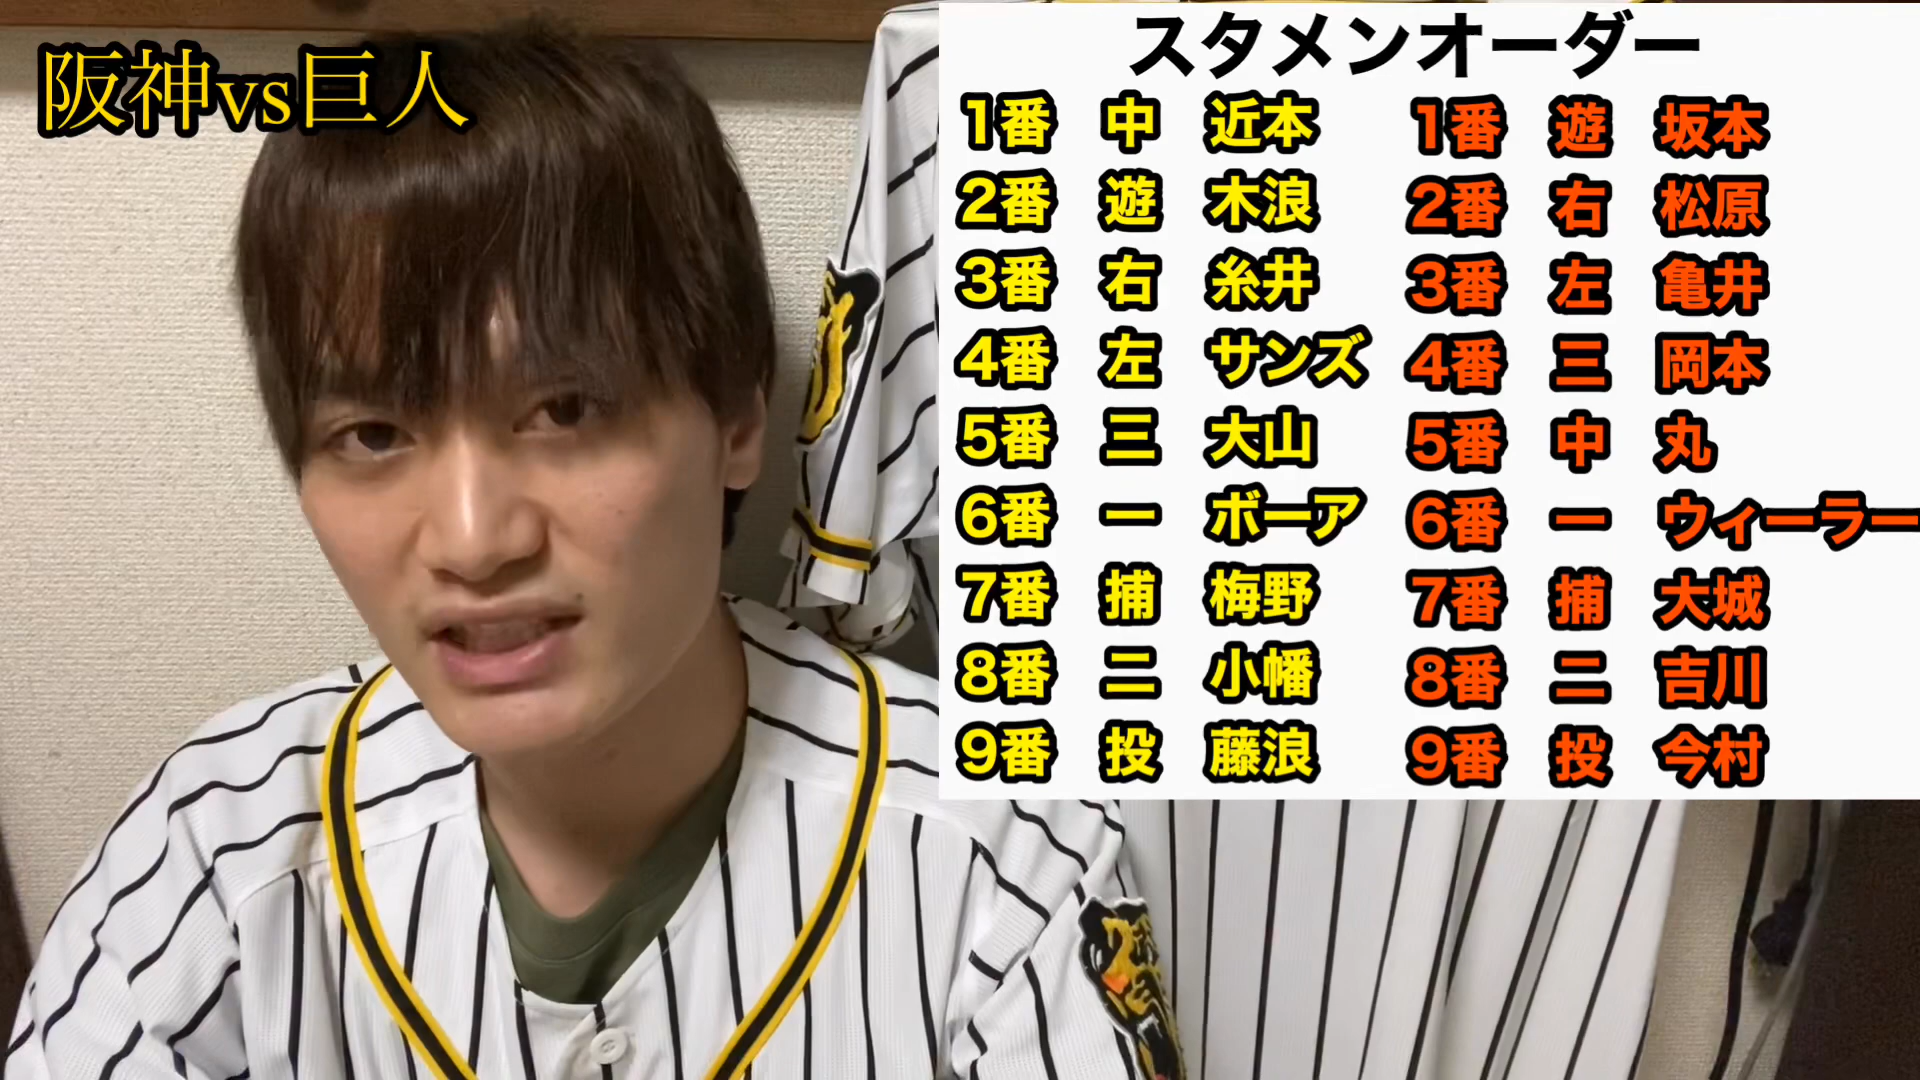 阪神vs巨人
スタメンオーダー
1番 中 近本 1番 遊 坂本
2番 遊 木浪 2番 右 松原
3番 右 糸井 3番 左 亀井
4番 左 サンズ 4番 三 岡本
5番 三 大山 5番 中 丸
6番 一 ボーア 6番 一 ウィーラー
7番 捕 梅野 7番 捕 大城
8番 二 小幡 8番 二 吉川
9番 投 藤浪 9番 投 今村